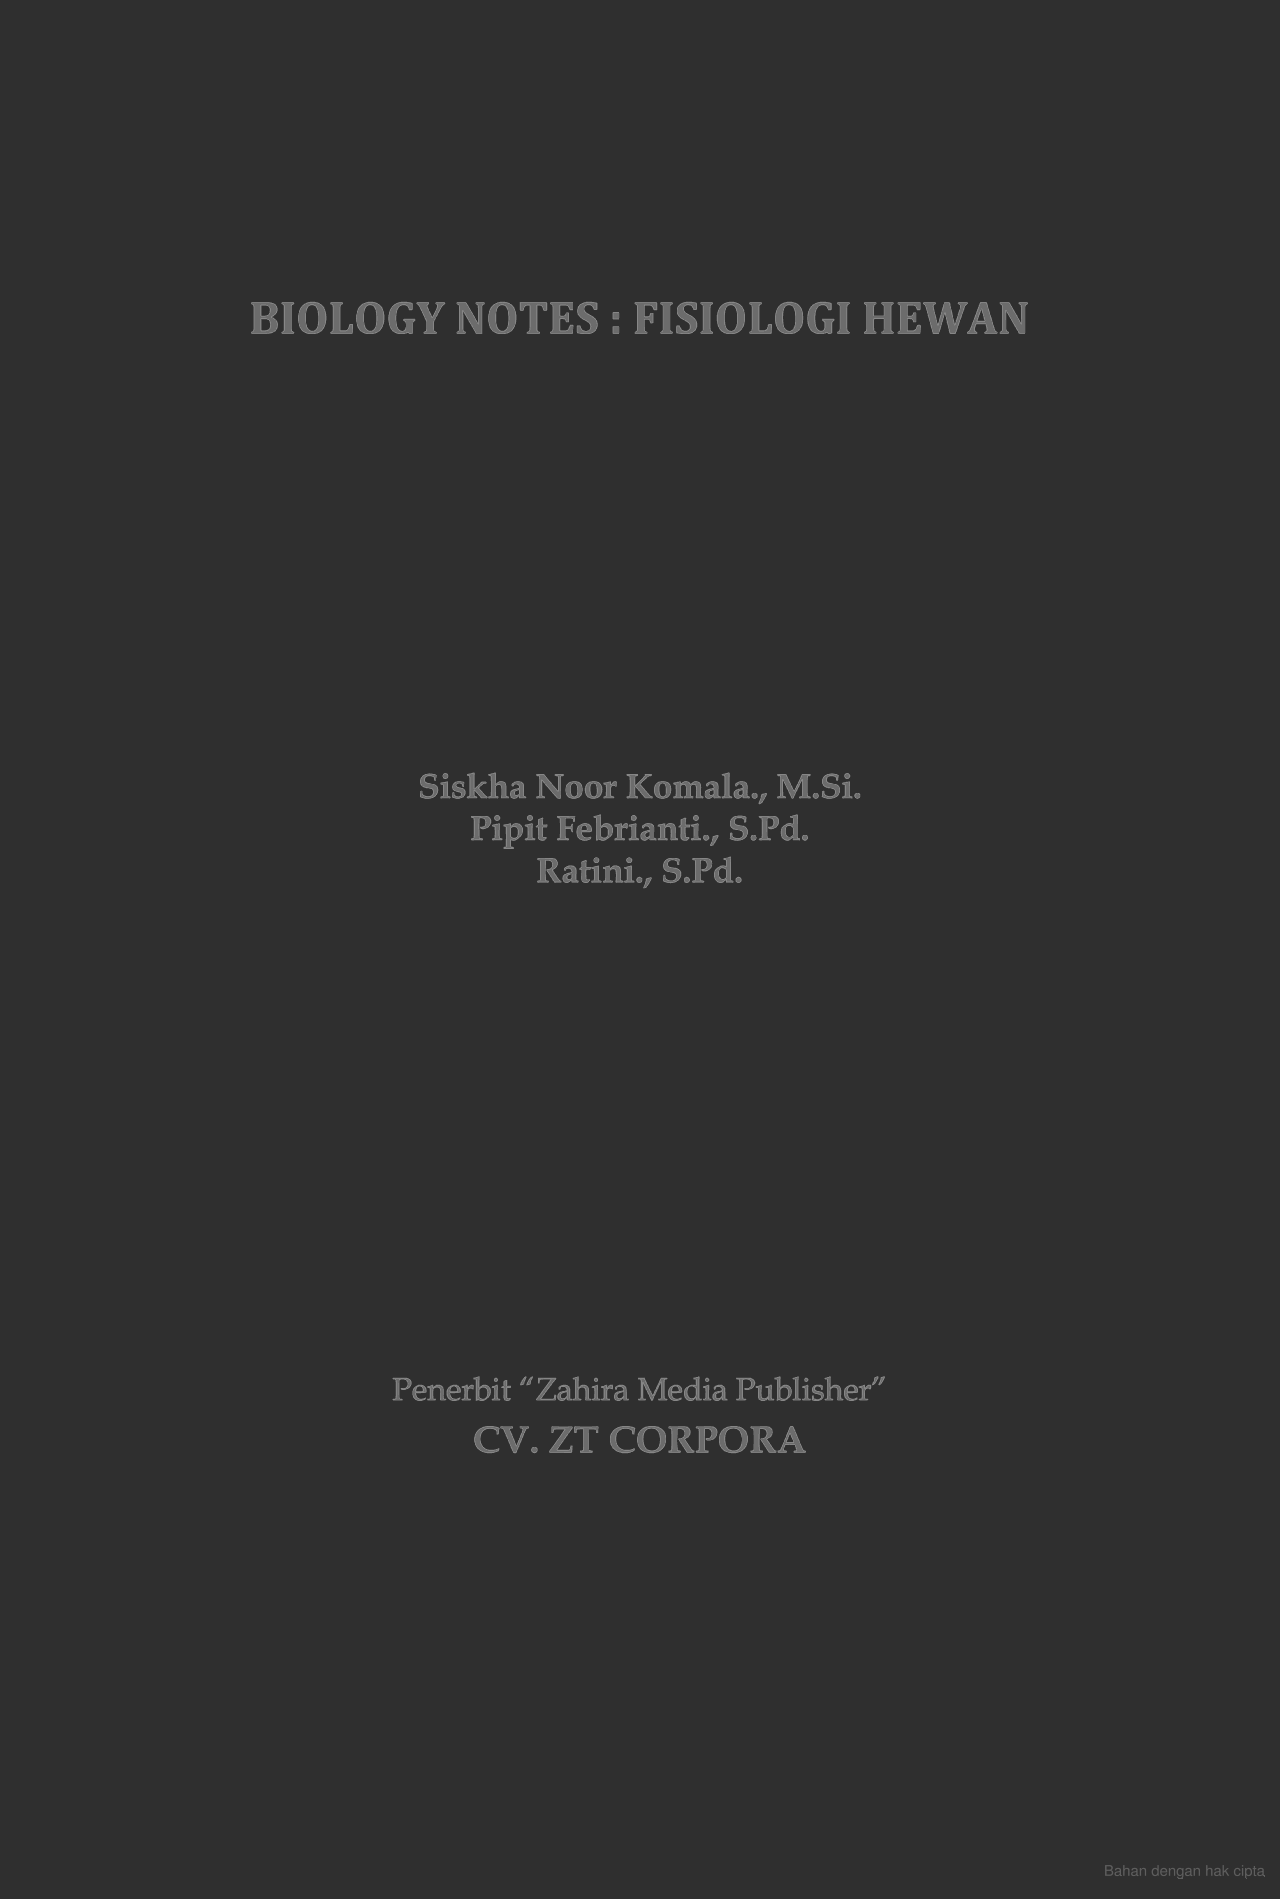 BIOLOGY NOTES : FISIOLOGI HEWAN
Siskha Noor Komala., M.Si.
Pipit Febrianti., S.Pd.
Ratini., S.Pd.
Penerbit “Zahira Media Publisher”
CV. ZT CORPORA
Bahan dengan hak cipta